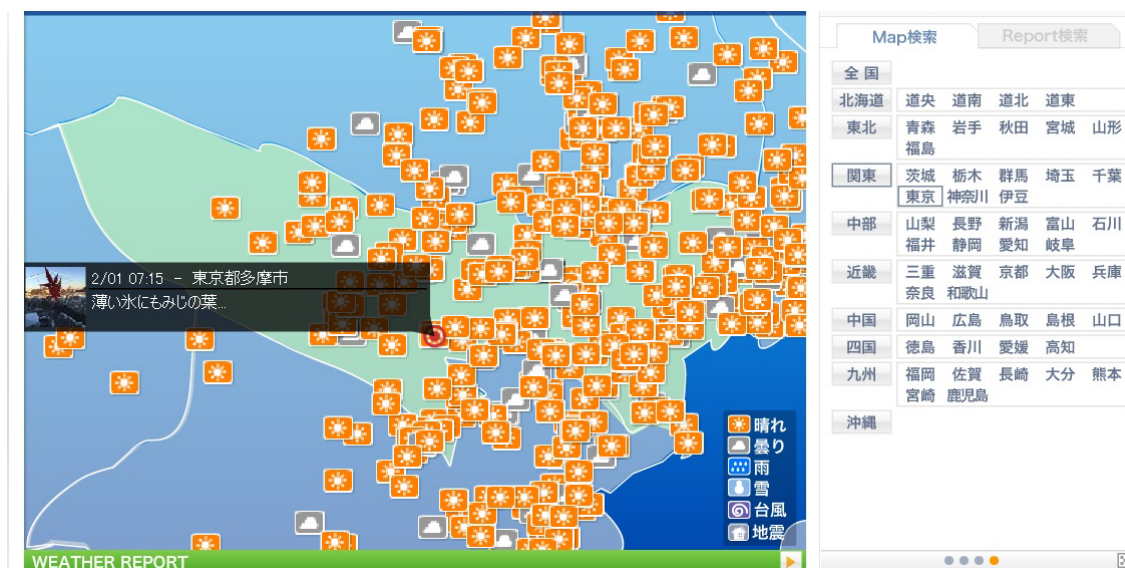 2/01 07:15 - 東京都多摩市
薄い氷にもみじの葉...
晴れ
曇り
雨
雪
台風
地震
WEATHER REPORT
Map検索 Report検索
全国
北海道 道央 道南 道北 道東
東北 青森 岩手 秋田 宮城 山形
福島
関東 茨城 栃木 群馬 埼玉 千葉
東京 神奈川 伊豆
中部 山梨 長野 新潟 富山 石川
福井 静岡 愛知 岐阜
近畿 三重 滋賀 京都 大阪 兵庫
奈良 和歌山
中国 岡山 広島 鳥取 島根 山口
四国 徳島 香川 愛媛 高知
九州 福岡 佐賀 長崎 大分 熊本
宮崎 鹿児島
沖縄